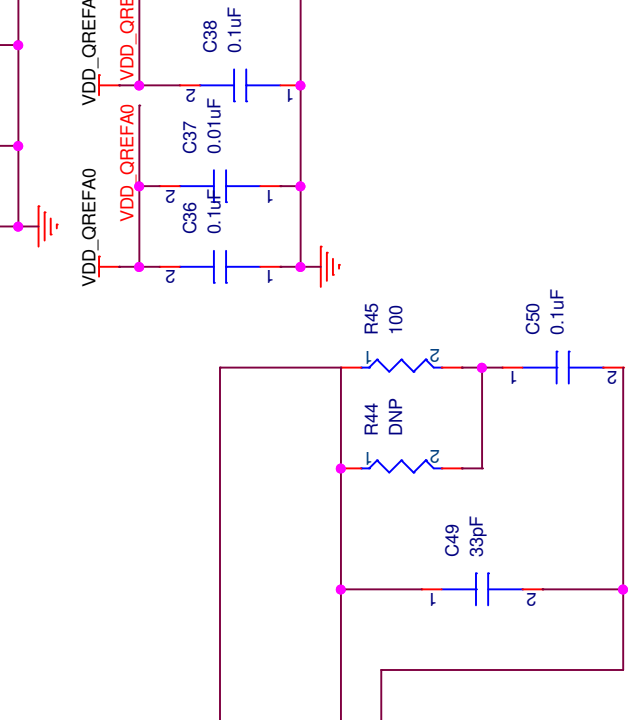 VDD_QREFA
VDD_QRE
C38
0.1uF
2
1
VDD_QREFA0
VDD_QREFA0
C37
0.01uF
2
1
C36
0.1uF
2
1
R45
100
1
2
C50
0.1uF
1
2
R44
DNP
1
2
C49
33pF
1
2